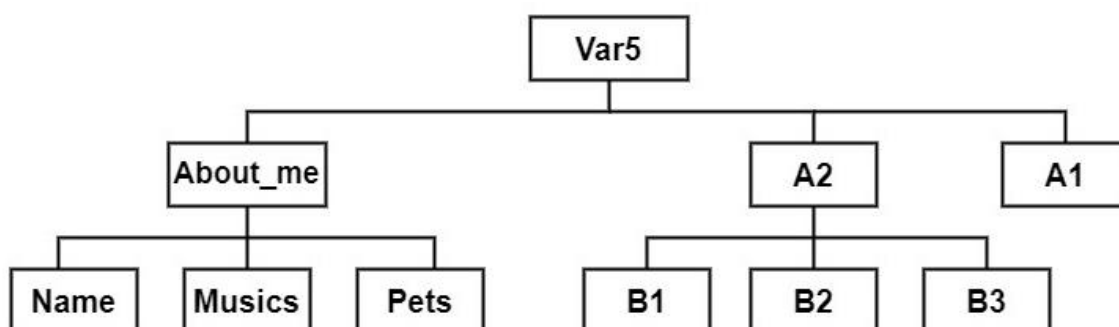 Var5
About_me
A2
A1
Name
Musics
Pets
B1
B2
B3